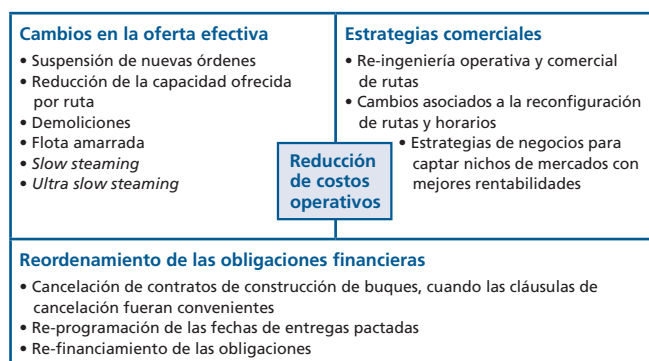 Cambios en la oferta efectiva
• Suspensión de nuevas órdenes
• Reducción de la capacidad ofrecida
por ruta
• Demoliciones
• Flota amarrada
• Slow steaming
• Ultra slow steaming
Estrategias comerciales
• Re-ingeniería operativa y comercial
de rutas
• Cambios asociados a la reconfiguración
de rutas y horarios
• Estrategias de negocios para
captar nichos de mercados con
mejores rentabilidades
Reducción
de costos
operativos
Reordenamiento de las obligaciones financieras
• Cancelación de contratos de construcción de buques, cuando las cláusulas de
cancelación fueran convenientes
• Re-programación de las fechas de entregas pactadas
• Re-financiamiento de las obligaciones